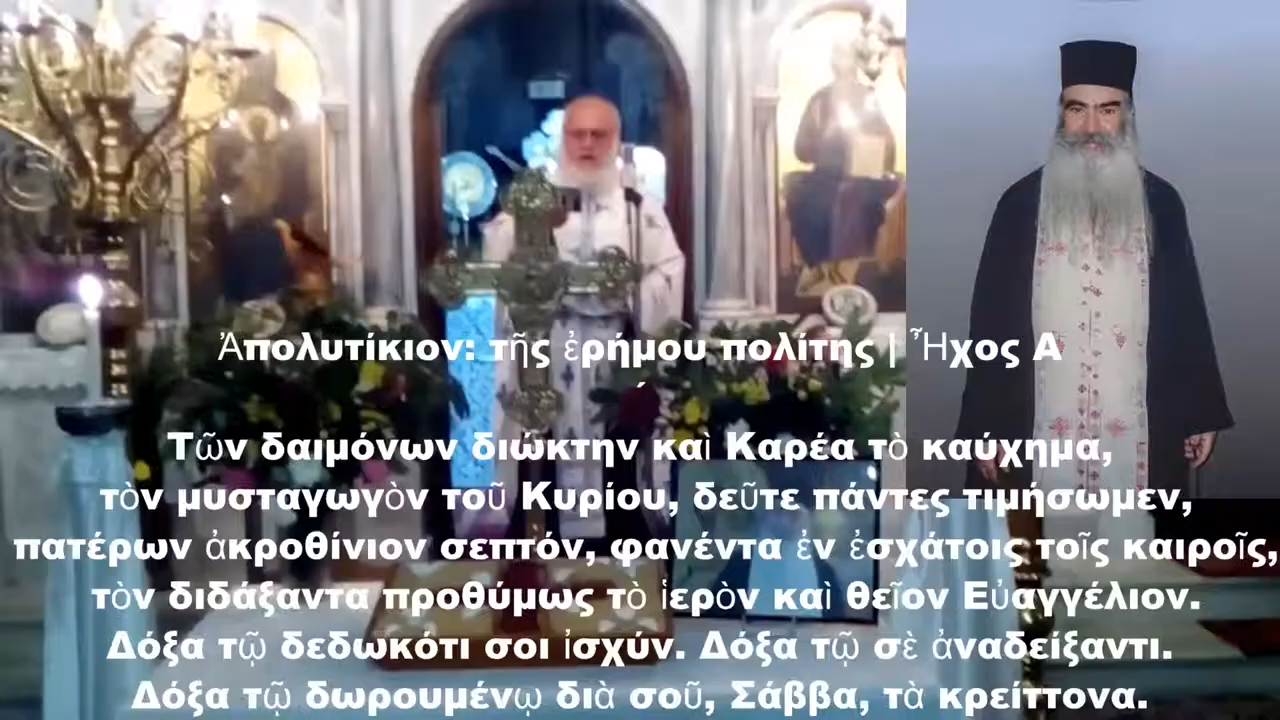 Ἀπολυτίκιον: τῆς ἐρήμου πολίτης | Ἦχος Α
΄
Τῶν δαιμόνων διώκτην καὶ Καρέα τὸ καύχημα,
τὸν μυσταγωγὸν τοῦ Κυρίου, δεῦτε πάντες τιμήσωμεν,
πατέρων ἀκροθίνιον σεπτόν, φανέντα ἐν ἐσχάτοις τοῖς καιροῖς,
τὸν διδάξαντα προθύμως τὸ ἱερὸν καὶ θεῖον Εὐαγγέλιον.
Δόξα τῷ δεδωκότι σοι ἰσχύν. Δόξα τῷ σὲ ἀναδείξαντι.
Δόξα τῷ δωρουμένῳ διὰ σοῦ, Σάββα, τὰ κρείττονα.